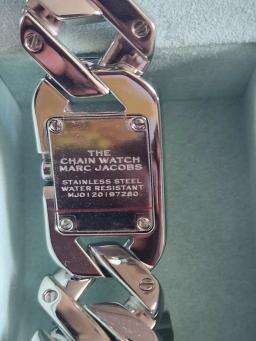 THE
CHAIN WATCH
MARC JACOBS
STAINLESS STEEL
WATER RESISTANT
MJ0120197280